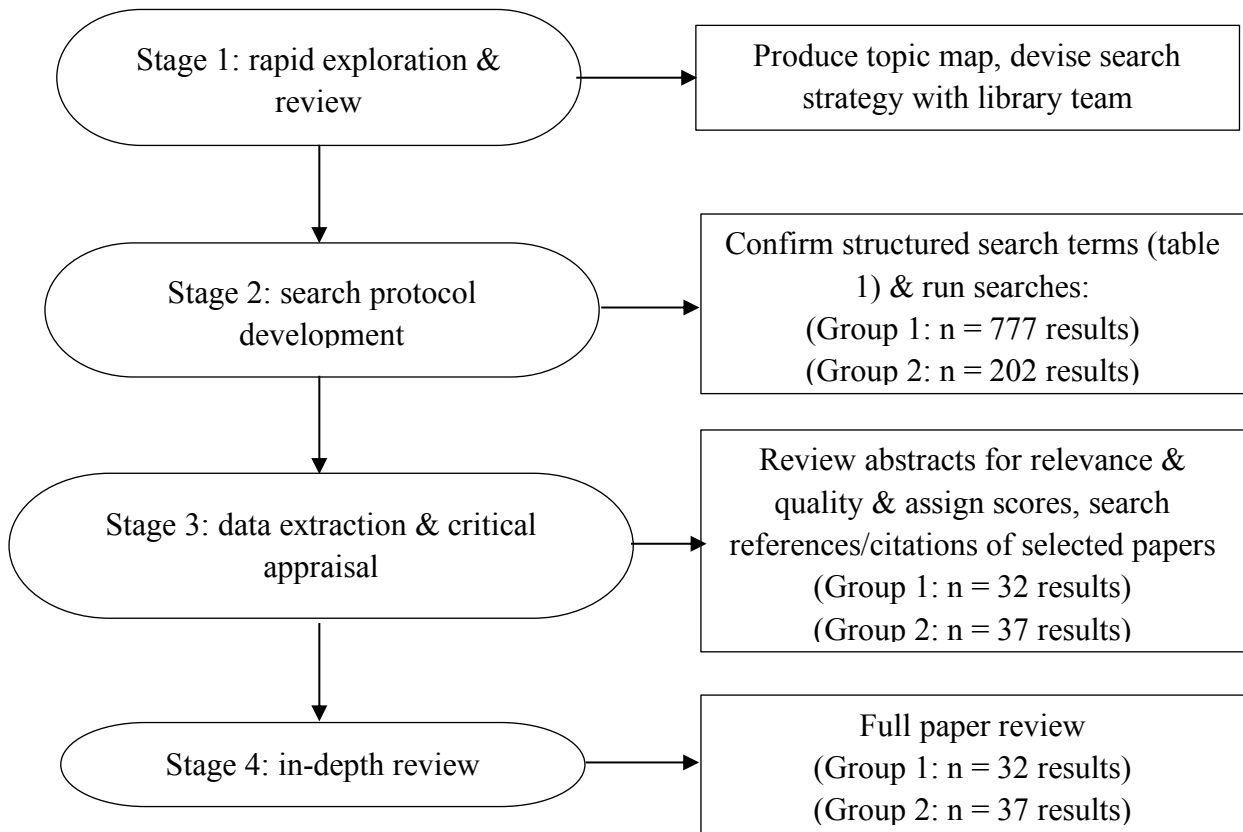 Stage 1: rapid exploration &
review
Produce topic map, devise search
strategy with library team
Stage 2: search protocol
development
Confirm structured search terms (table
1) & run searches:
(Group 1: n = 777 results)
(Group 2: n = 202 results)
Stage 3: data extraction & critical
appraisal
Review abstracts for relevance &
quality & assign scores, search
references/citations of selected papers
(Group 1: n = 32 results)
(Group 2: n = 37 results)
Stage 4: in-depth review
Full paper review
(Group 1: n = 32 results)
(Group 2: n = 37 results)